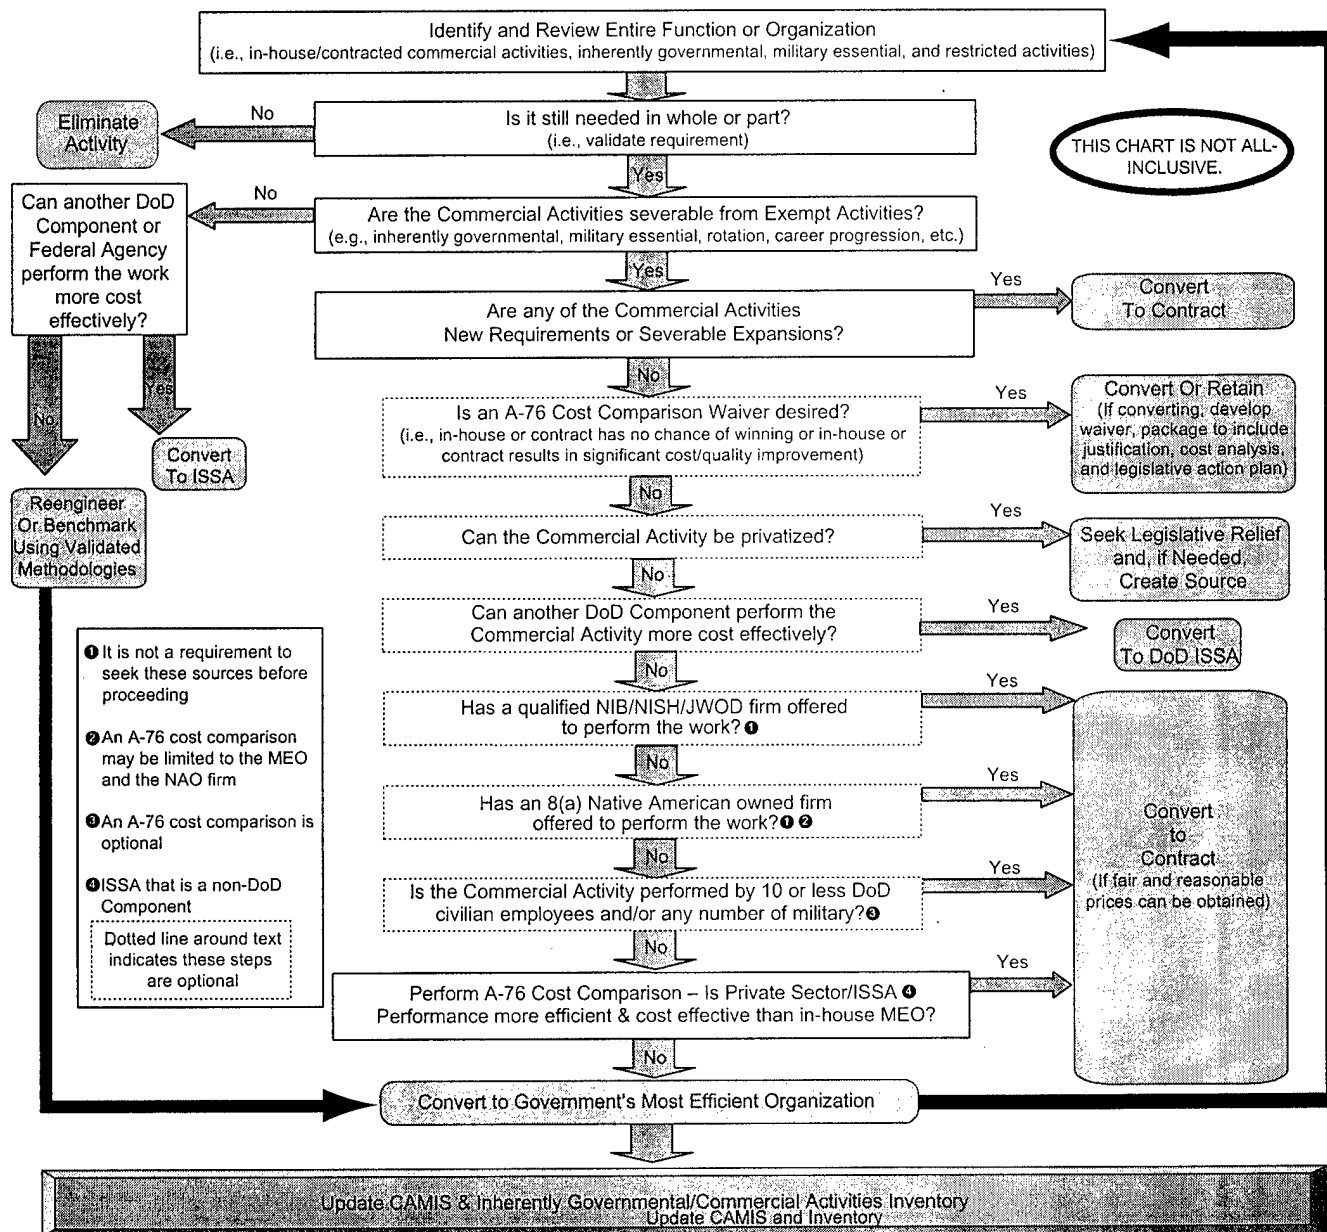 Identify and Review Entire Function or Organization
(i.e., in-house/contracted commercial activities, inherently governmental, military essential, and restricted activities)
No
Eliminate
Activity
Is it still needed in whole or part?
(i.e., validate requirement)
THIS CHART IS NOT ALL-
INCLUSIVE.
Yes
No
Can another DoD
Component or
Federal Agency
perform the work
more cost
effectively?
Are the Commercial Activities severable from Exempt Activities?
(e.g., inherently governmental, military essential, rotation, career progression, etc.)
Yes
Are any of the Commercial Activities
New Requirements or Severable Expansions?
Yes
Convert
To Contract
No
Yes
No
Convert
To ISSA
Reengineer
Or Benchmark
Using Validated
Methodologies
Is an A-76 Cost Comparison Waiver desired?
(i.e., in-house or contract has no chance of winning or in-house or
contract results in significant cost/quality improvement)
Yes
Convert Or Retain
(If converting, develop
waiver, package to include
justification, cost analysis,
and legislative action plan)
No
Can the Commercial Activity be privatized?
Yes
Seek Legislative Relief
and, if Needed,
Create Source
No
Can another DoD Component perform the
Commercial Activity more cost effectively?
Yes
Convert
To DoD ISSA
No
Has a qualified NIB/NISH/JWOD firm offered
to perform the work? ❶
Yes
No
Has an 8(a) Native American owned firm
offered to perform the work? ❶ ❷
Yes
No
Is the Commercial Activity performed by 10 or less DoD
civilian employees and/or any number of military? ❸
Yes
Convert
to
Contract
(If fair and reasonable
prices can be obtained)
No
Perform A-76 Cost Comparison – Is Private Sector/ISSA ❹
Performance more efficient & cost effective than in-house MEO?
Yes
No
❶ It is not a requirement to
seek these sources before
proceeding
❷ An A-76 cost comparison
may be limited to the MEO
and the NAO firm
❸ An A-76 cost comparison is
optional
❹ ISSA that is a non-DoD
Component
Dotted line around text
indicates these steps
are optional
Convert to Government's Most Efficient Organization
Update CAMIS & Inherently Governmental/Commercial Activities Inventory
Update CAMIS and Inventory